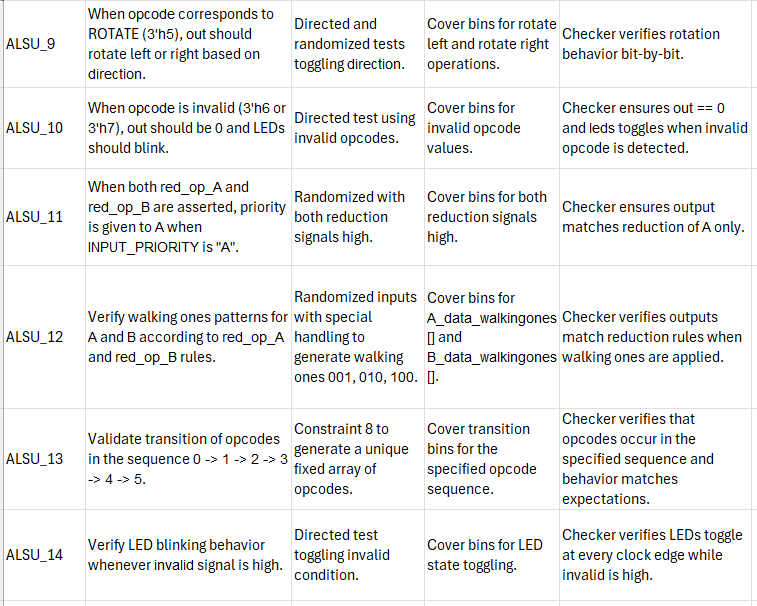 ALSU_9
When opcode corresponds to
ROTATE (3'h5), out should
rotate left or right based on
direction.
Directed and
randomized tests
toggling direction.
Cover bins for rotate
left and rotate right
operations.
Checker verifies rotation
behavior bit-by-bit.
ALSU_10
When opcode is invalid (3'h6 or
3'h7), out should be 0 and LEDs
should blink.
Directed test using
invalid opcodes.
Cover bins for
invalid opcode
values.
Checker ensures out == 0
and leds toggles when invalid
opcode is detected.
ALSU_11
When both red_op_A and
red_op_B are asserted, priority
is given to A when
INPUT_PRIORITY is "A".
Randomized with
both reduction
signals high.
Cover bins for both
reduction signals
high.
Checker ensures output
matches reduction of A only.
ALSU_12
Verify walking ones patterns for
A and B according to red_op_A
and red_op_B rules.
Randomized inputs
with special
handling to
generate walking
ones 001, 010, 100.
Cover bins for
A_data_walkingones
[] and
B_data_walkingones
[].
Checker verifies outputs
match reduction rules when
walking ones are applied.
ALSU_13
Validate transition of opcodes
in the sequence 0 -> 1 -> 2 -> 3
-> 4 -> 5.
Constraint 8 to
generate a unique
fixed array of
opcodes.
Cover transition
bins for the
specified opcode
sequence.
Checker verifies that
opcodes occur in the
specified sequence and
behavior matches
expectations.
ALSU_14
Verify LED blinking behavior
whenever invalid signal is high.
Directed test
toggling invalid
condition.
Cover bins for LED
state toggling.
Checker verifies LEDs toggle
at every clock edge while
invalid is high.